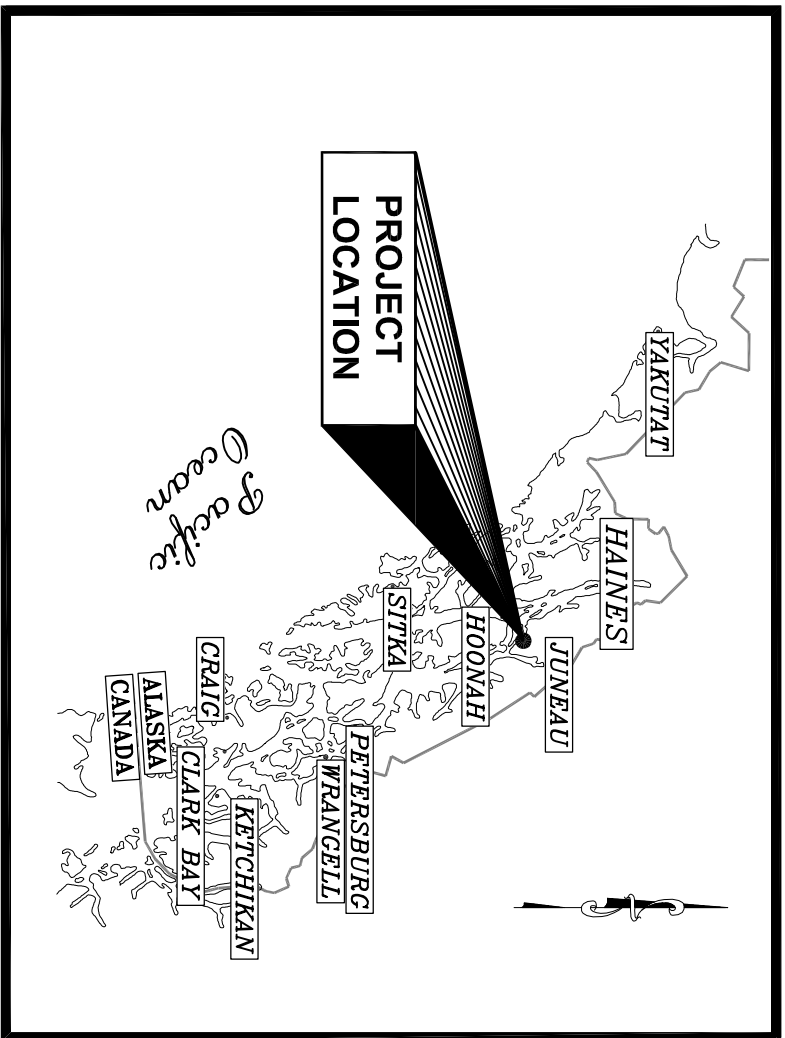 YAKUTAT
HAINES
JUNEAU
HOONAH
PROJECT
LOCATION
SITKA
PETERSBURG
WRANGELL
Pacific
Ocean
CRAIG
KETCHIKAN
CLARK BAY
ALASKA
CANADA
N